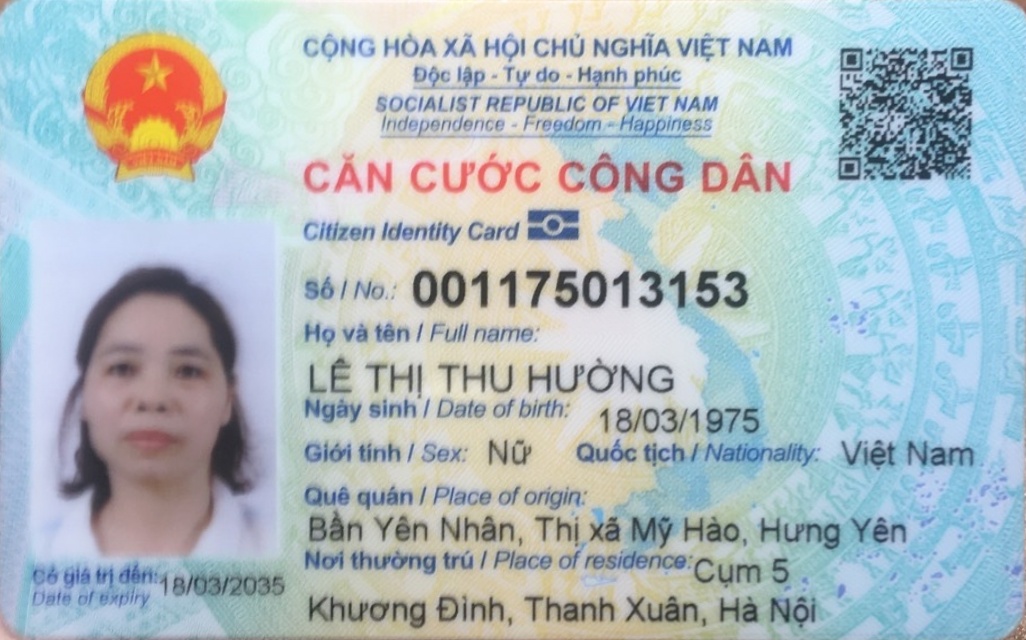 CỘNG HÒA XÃ HỘI CHỦ NGHĨA VIỆT NAM
Độc lập - Tự do - Hạnh phúc
SOCIALIST REPUBLIC OF VIET NAM
Independence - Freedom - Happiness
CĂN CƯỚC CÔNG DÂN
Citizen Identity Card
Số / No.: 001175013153
Họ và tên / Full name:
LÊ THỊ THU HƯỜNG
Ngày sinh / Date of birth: 18/03/1975
Giới tính / Sex: Nữ Quốc tịch / Nationality: Việt Nam
Quê quán / Place of origin:
Bần Yên Nhân, Thị xã Mỹ Hào, Hưng Yên
Nơi thường trú / Place of residence: Cụm 5
Khương Đình, Thanh Xuân, Hà Nội
Có giá trị đến: 18/03/2035
Date of expiry